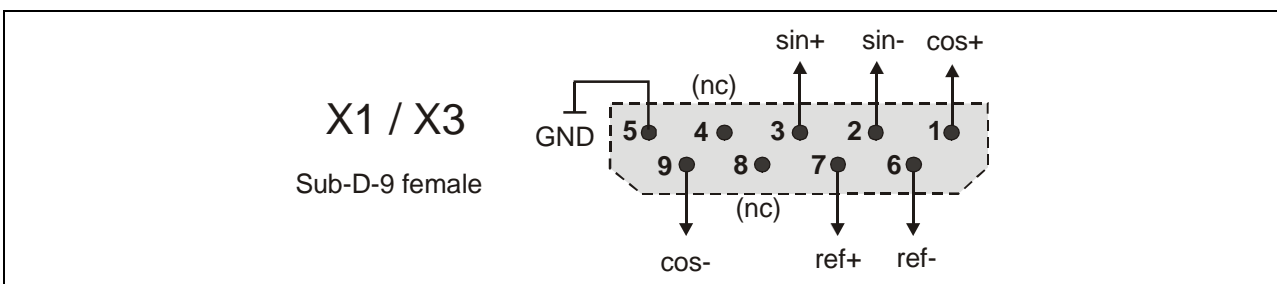 sin+ sin- cos+
(nc)
X1 / X3
GND 5 4 3 2 1
9 8 7 6
Sub-D-9 female
(nc)
cos- ref+ ref-